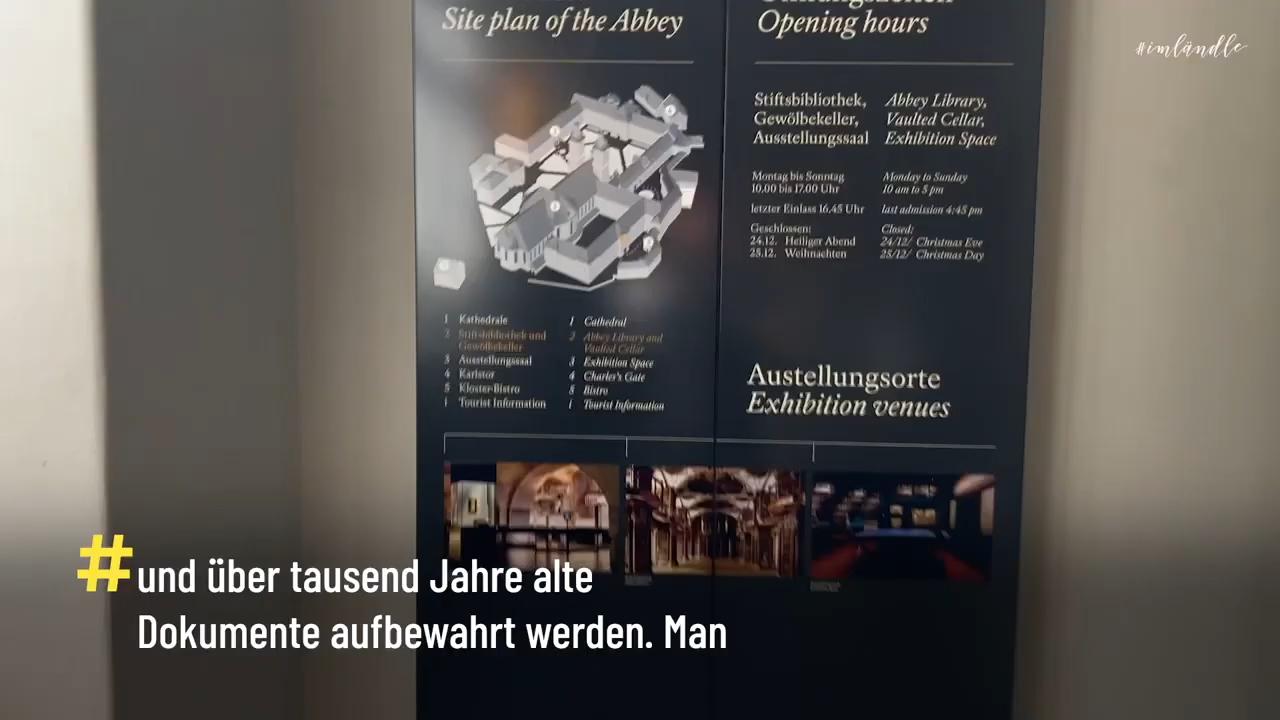 Site plan of the Abbey
Opening hours
#imländle
Stiftsbibliothek,
Gewölbekeller,
Ausstellungssaal
Abbey Library,
Vaulted Cellar,
Exhibition Space
Montag bis Sonntag
10.00 bis 17.00 Uhr
letzter Einlass 16.45 Uhr
Geschlossen:
24.12. Heiliger Abend
25.12. Weihnachten
Monday to Sunday
10 am to 5 pm
last admission 4:45 pm
Closed:
24/12/ Christmas Eve
25/12/ Christmas Day
1 Kathedrale
2 Stiftsbibliothek und
Gewölbekeller
3 Ausstellungssaal
4 Karlstor
5 Kloster-Bistro
i Tourist Information
1 Cathedral
2 Abbey Library and
Vaulted Cellar
3 Exhibition Space
4 Charles's Gate
5 Bistro
i Tourist Information
Austellungsorte
Exhibition venues
# und über tausend Jahre alte
Dokumente aufbewahrt werden. Man